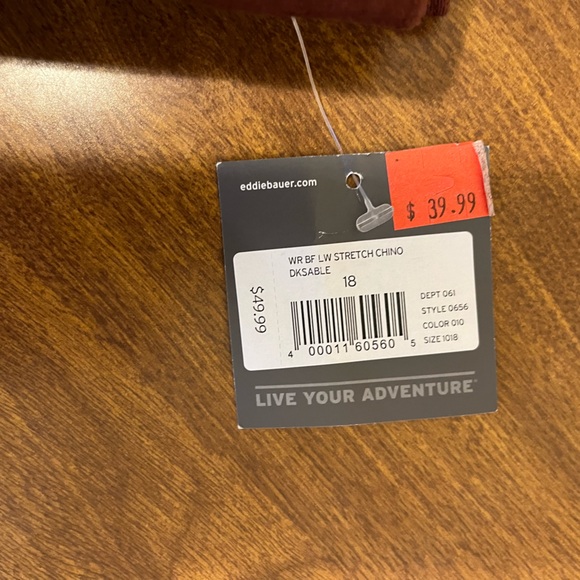 eddiebauer.com
$ 39.99
WR BF LW STRETCH CHINO
DKSABLE
18
$49.99
DEPT 061
STYLE 0656
COLOR 010
SIZE 1018
4 00011 60560 5
LIVE YOUR ADVENTURE